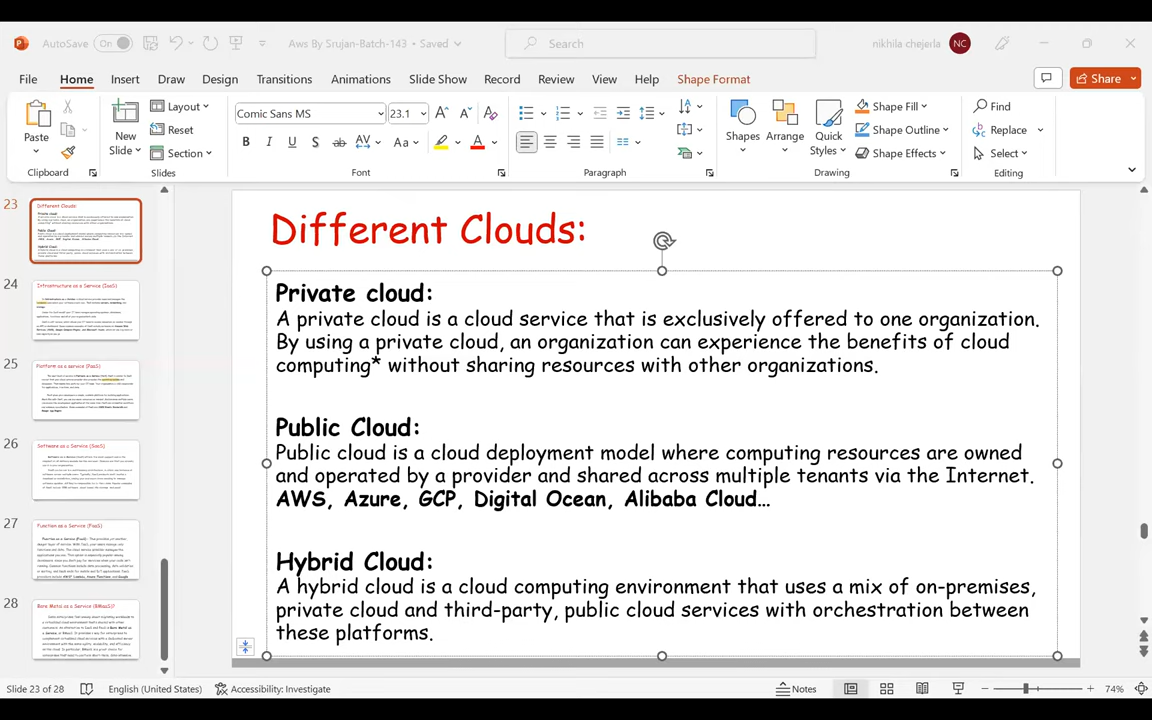 AutoSave On Aws By Srujan-Batch-143 • Saved Search nikhila chejerla NC
File Home Insert Draw Design Transitions Animations Slide Show Record Review View Help Shape Format Share
Paste
Clipboard
New Slide
Layout
Reset
Section
Slides
Comic Sans MS 23.1
B I U S ab AV Aa A
Font
Paragraph
Shapes
Arrange
Quick Styles
Shape Fill
Shape Outline
Shape Effects
Drawing
Find
Replace
Select
Editing
23
Different Clouds:
24
Infrastructure as a Service (IaaS)
25
Platform as a service (PaaS)
26
Software as a Service (SaaS)
27
Function as a Service (FaaS)
28
Bare Metal as a Service (BMaaS)?
Different Clouds:
Private cloud:
A private cloud is a cloud service that is exclusively offered to one organization.
By using a private cloud, an organization can experience the benefits of cloud
computing* without sharing resources with other organizations.
Public Cloud:
Public cloud is a cloud deployment model where computing resources are owned
and operated by a provider and shared across multiple tenants via the Internet.
AWS, Azure, GCP, Digital Ocean, Alibaba Cloud…
Hybrid Cloud:
A hybrid cloud is a cloud computing environment that uses a mix of on-premises,
private cloud and third-party, public cloud services with orchestration between
these platforms.
Slide 23 of 28 English (United States) Accessibility: Investigate Notes 74%